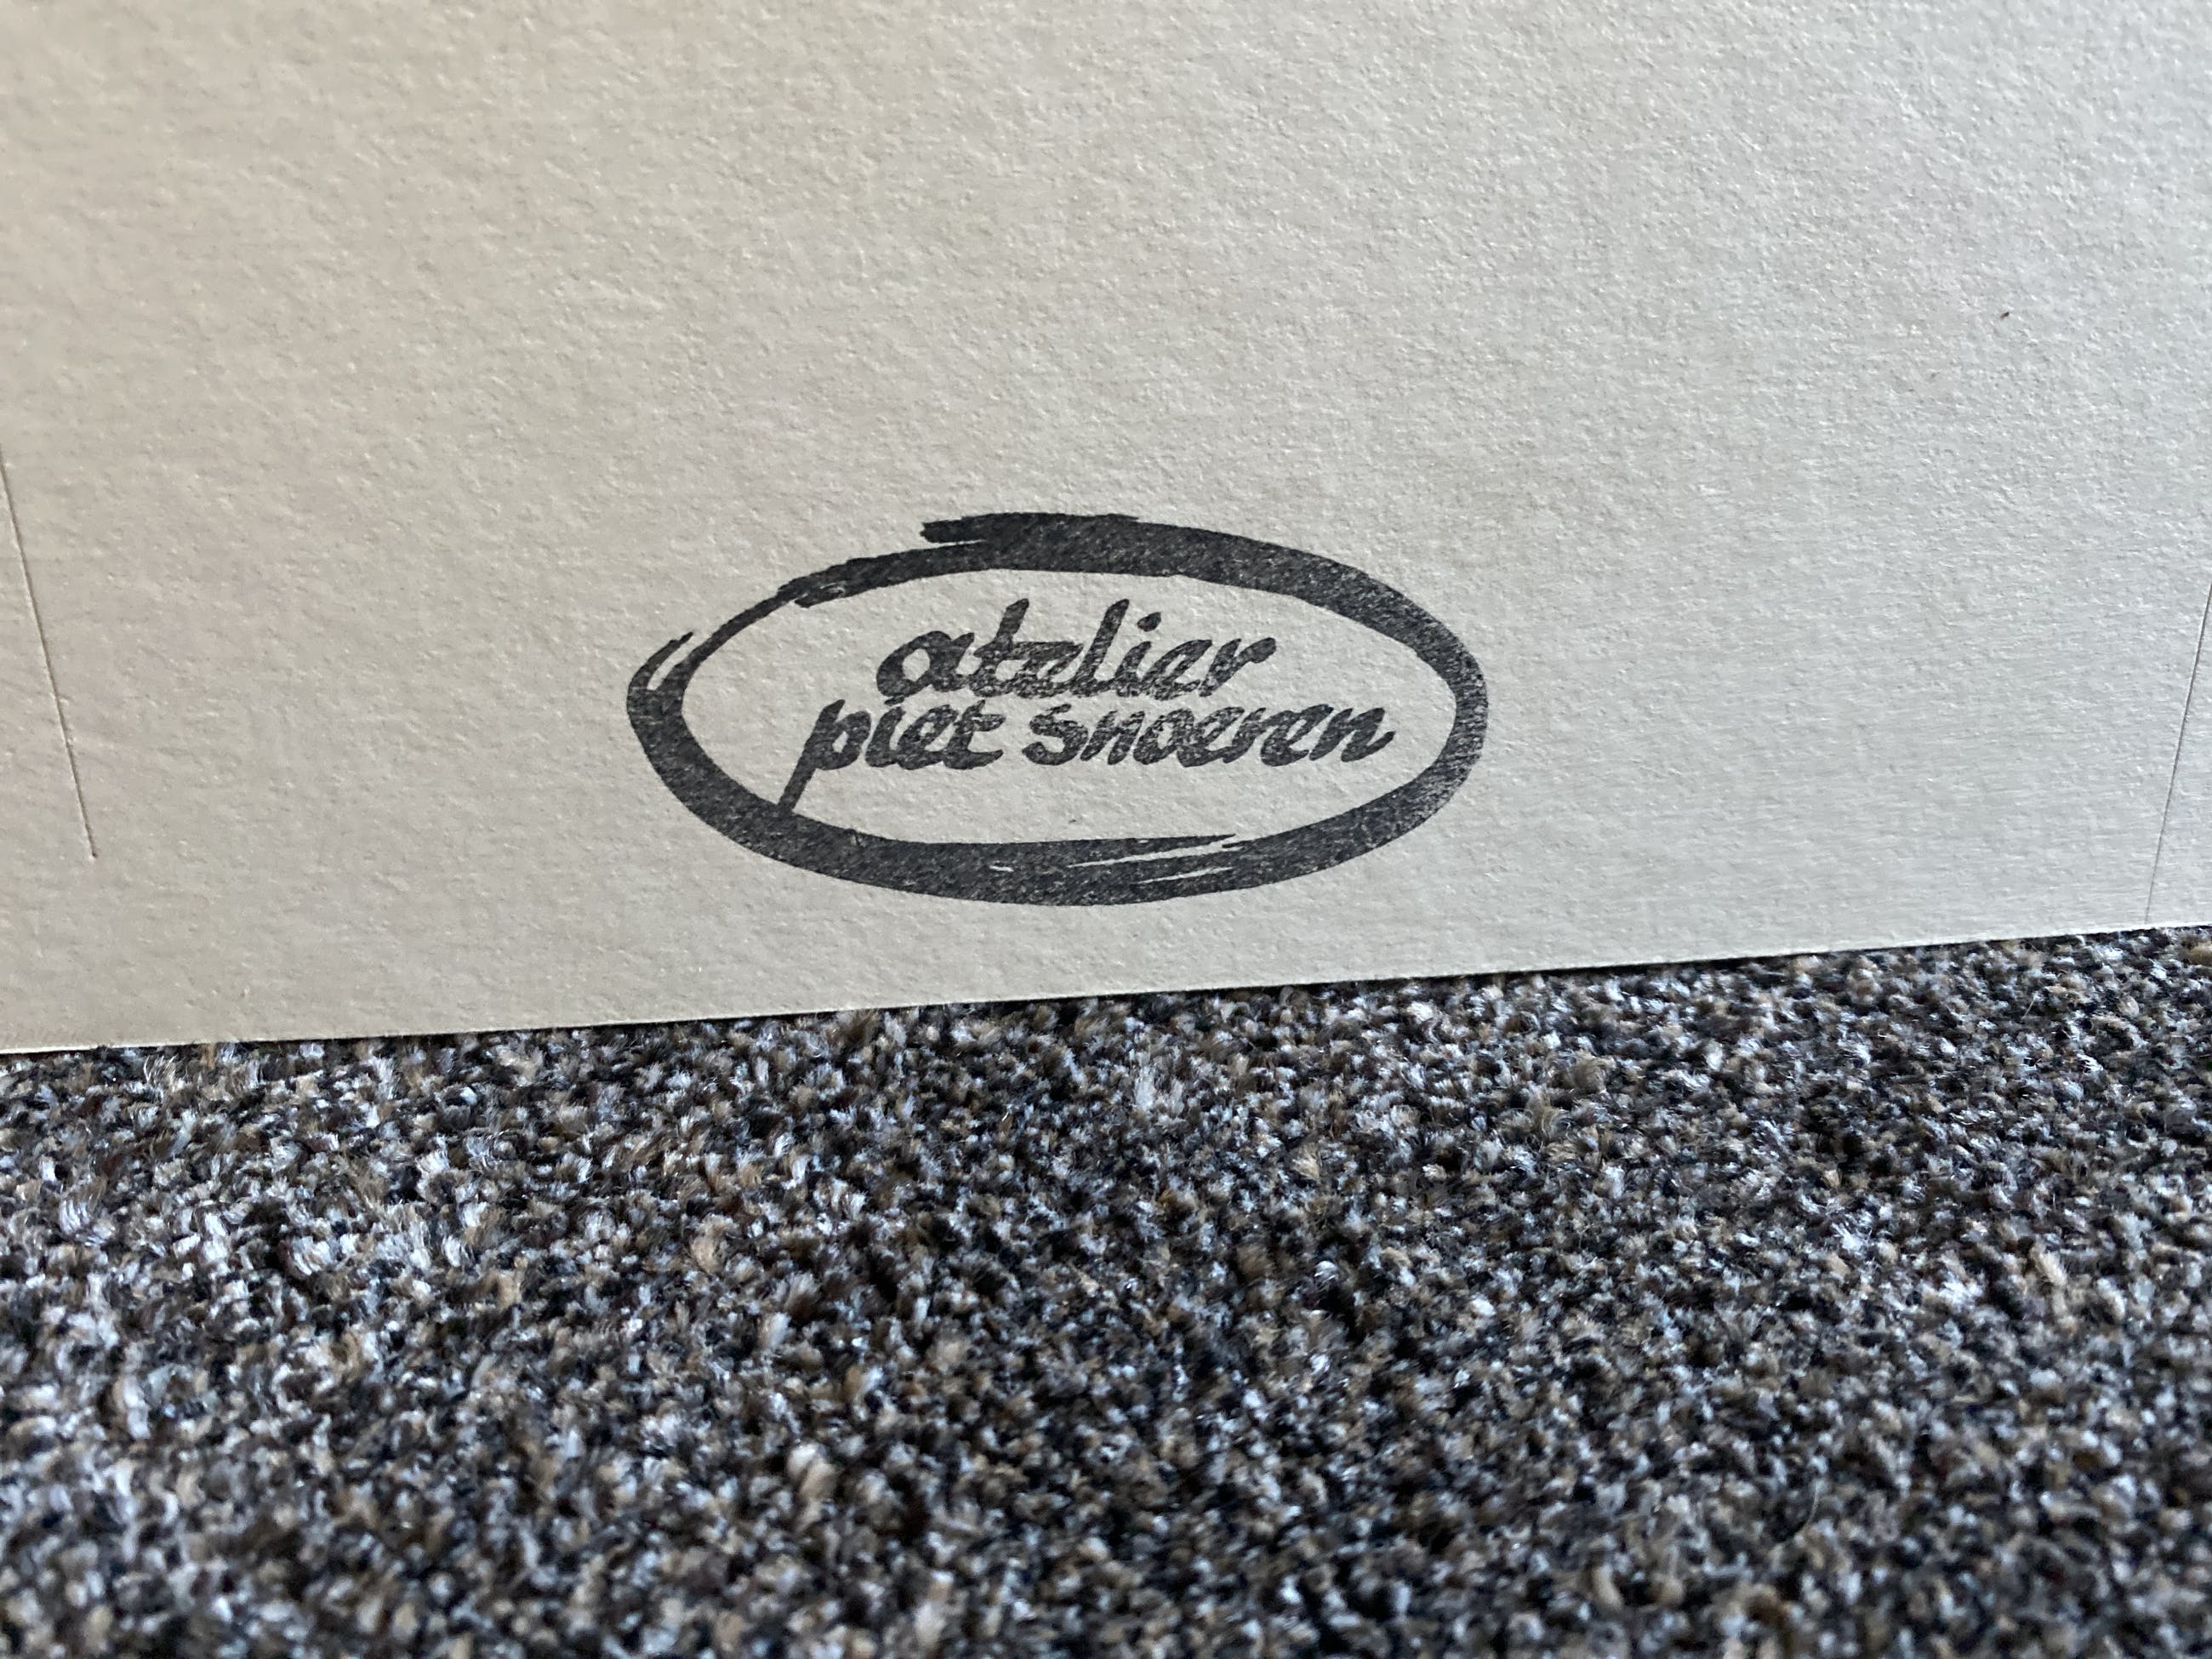 atelier
piet snoeren